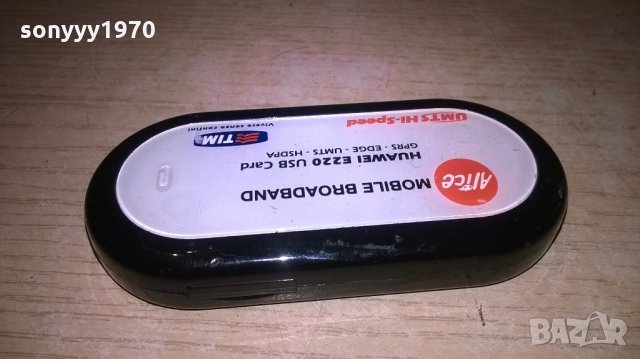 sonyyy1970
Alice
MOBILE BROADBAND
HUAWEI E220 USB Card
GPRS - EDGE - UMTS - HSDPA
TIM
Vivere senza confini
UMTS Hi-Speed
BAZAR